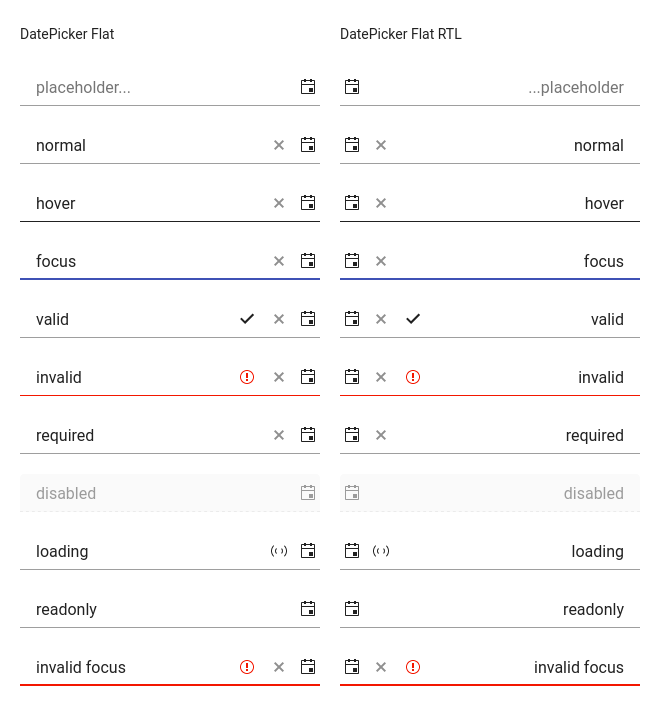 DatePicker Flat
DatePicker Flat RTL
placeholder...
...placeholder
normal
normal
hover
hover
focus
focus
valid
valid
invalid
invalid
required
required
disabled
disabled
loading
loading
readonly
readonly
invalid focus
invalid focus